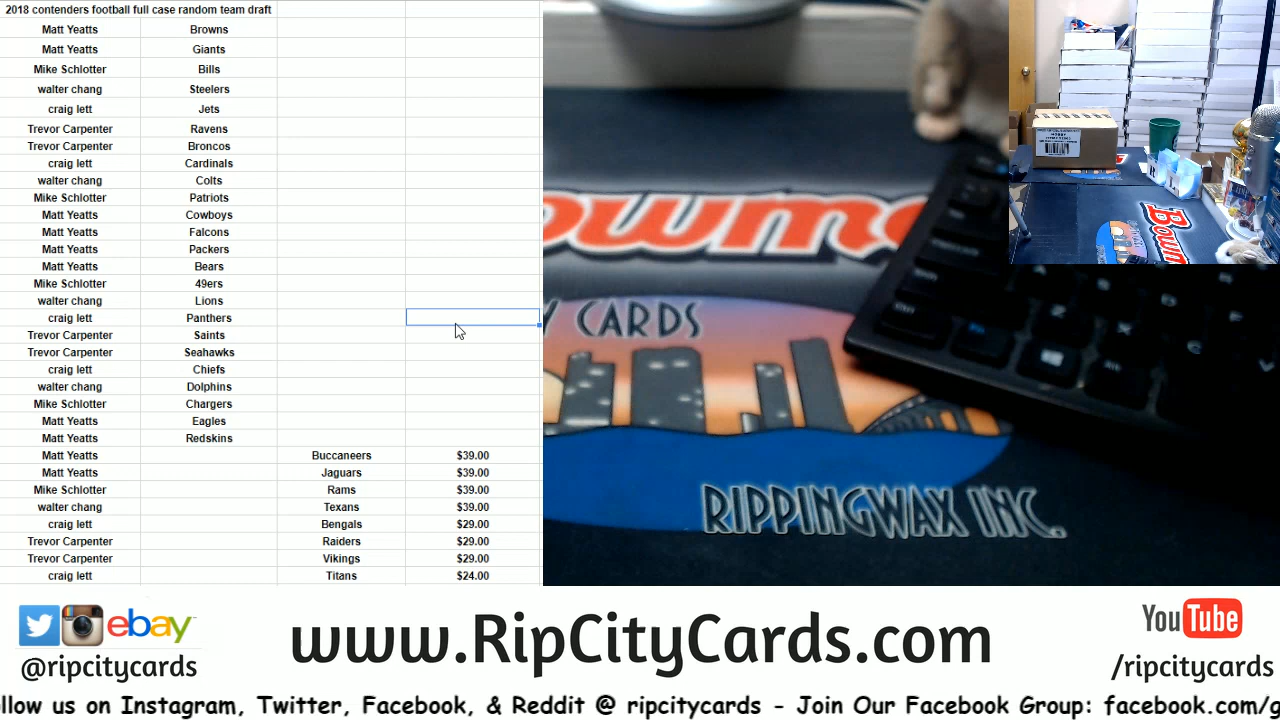 2018 contenders football full case random team draft
Matt Yeatts Browns
Matt Yeatts Giants
Mike Schlotter Bills
walter chang Steelers
craig lett Jets
Trevor Carpenter Ravens
Trevor Carpenter Broncos
craig lett Cardinals
walter chang Colts
Mike Schlotter Patriots
Matt Yeatts Cowboys
Matt Yeatts Falcons
Matt Yeatts Packers
Matt Yeatts Bears
Mike Schlotter 49ers
walter chang Lions
craig lett Panthers
Trevor Carpenter Saints
Trevor Carpenter Seahawks
craig lett Chiefs
walter chang Dolphins
Mike Schlotter Chargers
Matt Yeatts Eagles
Matt Yeatts Redskins
Matt Yeatts Buccaneers $39.00
Matt Yeatts Jaguars $39.00
Mike Schlotter Rams $39.00
walter chang Texans $39.00
craig lett Bengals $29.00
Trevor Carpenter Raiders $29.00
Trevor Carpenter Vikings $29.00
craig lett Titans $24.00
owm
Y CARDS
RIPPINGWAX INC.
Bowm
ebay
@ripcitycards
www.RipCityCards.com
YouTube
/ripcitycards
ollow us on Instagram, Twitter, Facebook, & Reddit @ ripcitycards - Join Our Facebook Group: facebook.com/g